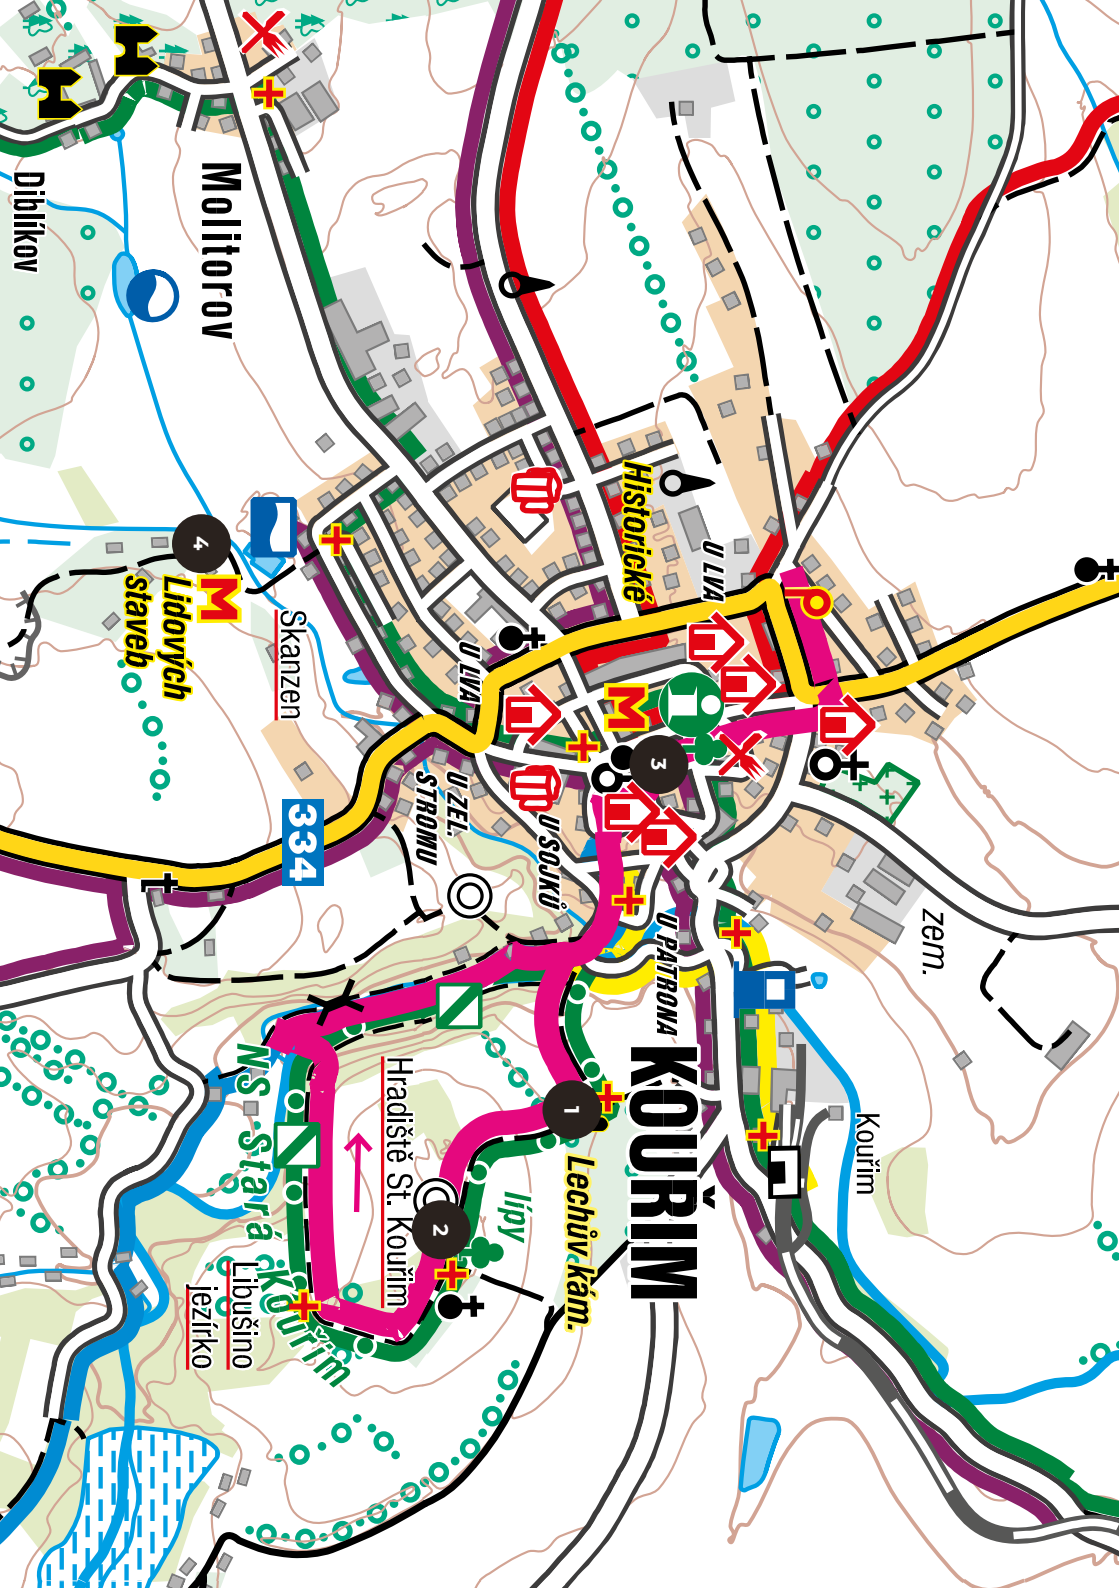 Molitorov
Diblíkov
Historické
U LVA
4
M
Lidových
staveb
Skanzen
U LVA
M
i
3
P
U ZEL.
STROMU
U SOJKŮ
334
zem.
U PATRONA
KOUŘIM
Kouřim
1
Lechův kám.
lípy
2
Hradiště St. Kouřim
NS Stará Kouřim
Libušino
jezírko